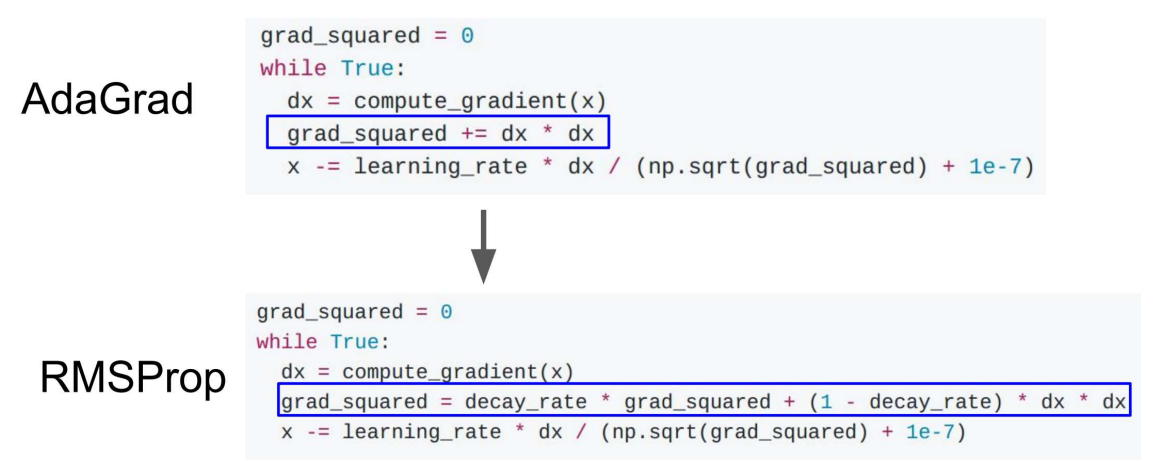 AdaGrad
grad_squared = 0
while True:
  dx = compute_gradient(x)
  grad_squared += dx * dx
  x -= learning_rate * dx / (np.sqrt(grad_squared) + 1e-7)
RMSProp
grad_squared = 0
while True:
  dx = compute_gradient(x)
  grad_squared = decay_rate * grad_squared + (1 - decay_rate) * dx * dx
  x -= learning_rate * dx / (np.sqrt(grad_squared) + 1e-7)